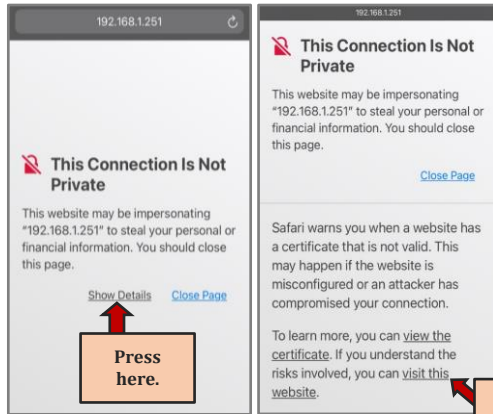 192.168.1.251
This Connection Is Not
Private
This website may be impersonating
"192.168.1.251" to steal your personal or
financial information. You should close
this page.
Show Details Close Page
Press
here.
192.168.1.251
This Connection Is Not
Private
This website may be impersonating
"192.168.1.251" to steal your personal or
financial information. You should close
this page.
Close Page
Safari warns you when a website has
a certificate that is not valid. This
may happen if the website is
misconfigured or an attacker has
compromised your connection.
To learn more, you can view the
certificate. If you understand the
risks involved, you can visit this
website.